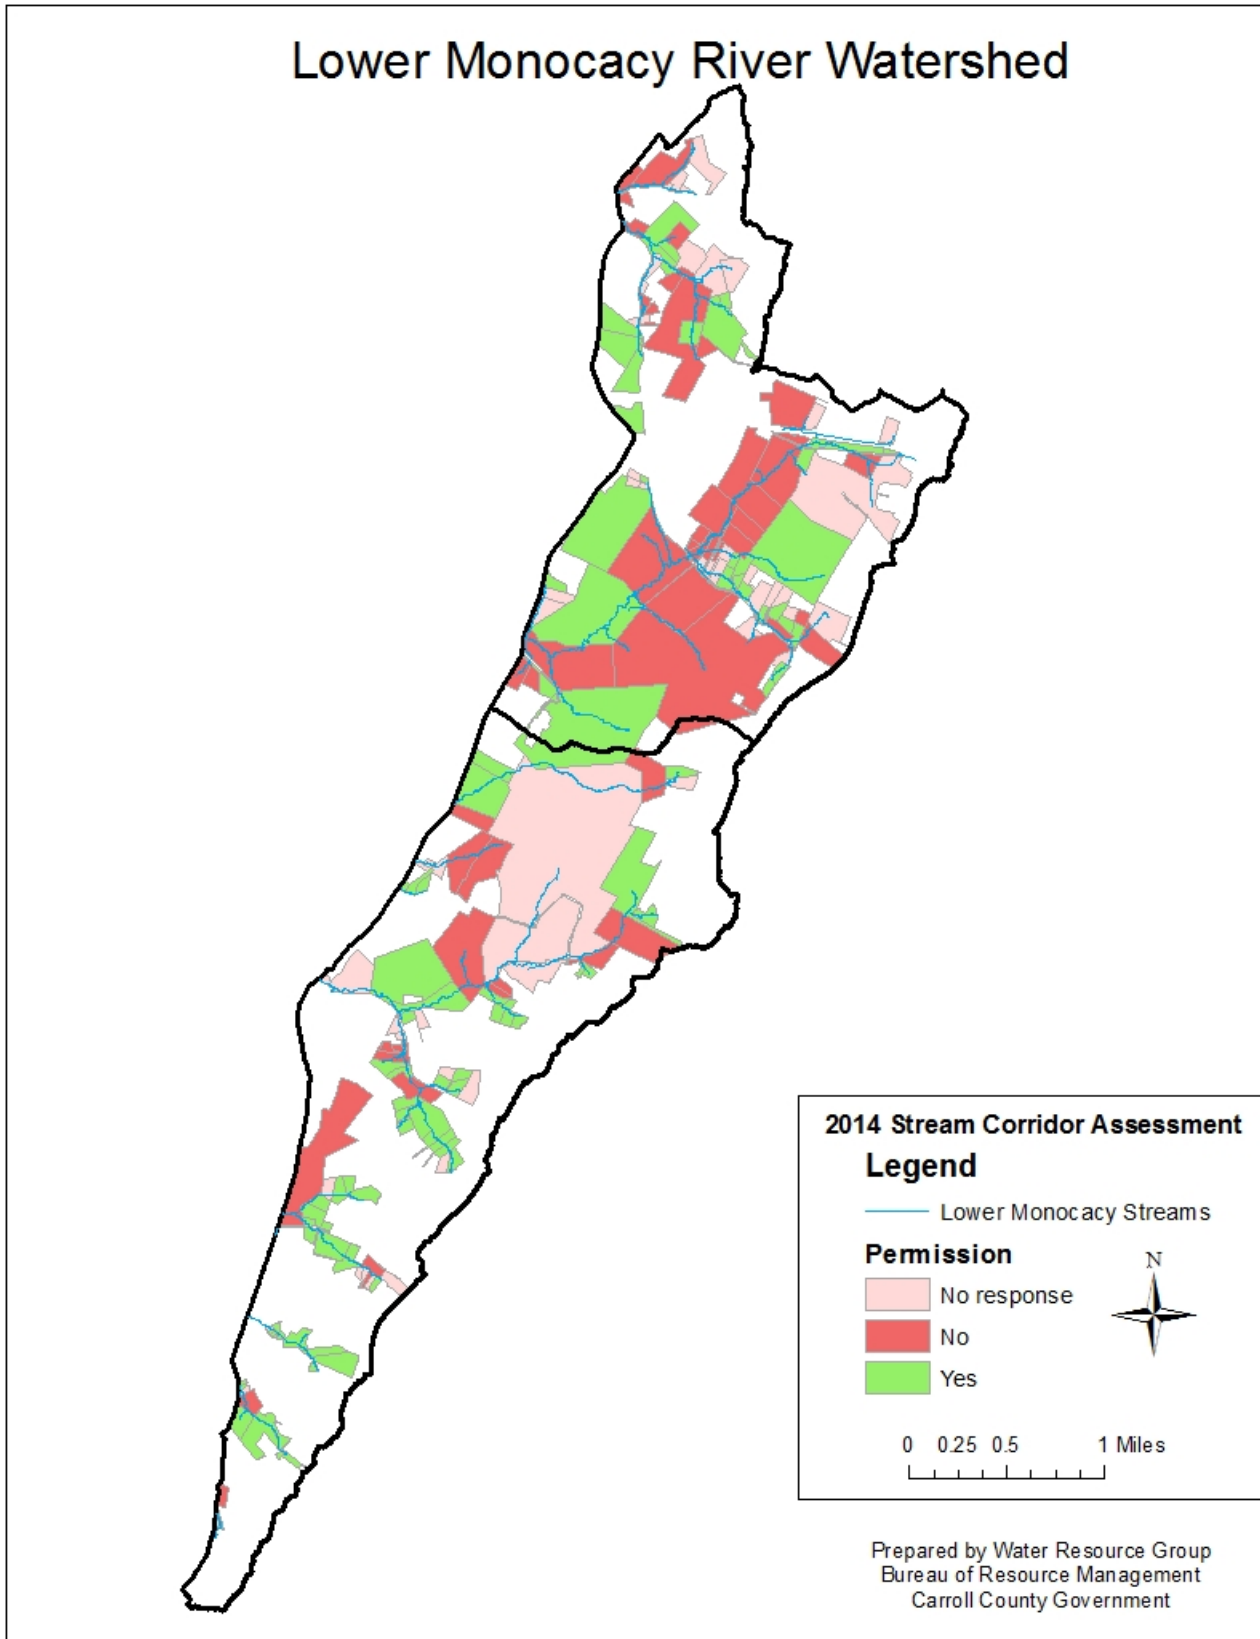 Lower Monocacy River Watershed
2014 Stream Corridor Assessment
Legend
Lower Monocacy Streams
Permission
No response
No
Yes
N
0 0.25 0.5 1 Miles
Prepared by Water Resource Group
Bureau of Resource Management
Carroll County Government